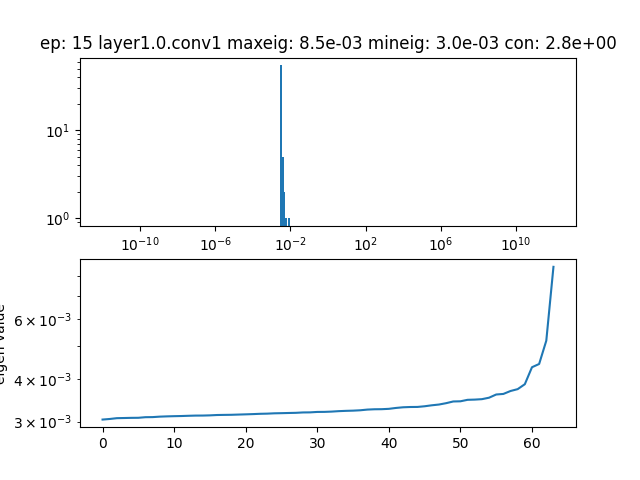 ep: 15 layer1.0.conv1 maxeig: 8.5e-03 mineig: 3.0e-03 con: 2.8e+00
10¹
10⁰
10⁻¹⁰ 10⁻⁶ 10⁻² 10² 10⁶ 10¹⁰
eigen value
6 × 10⁻³
4 × 10⁻³
3 × 10⁻³
0 10 20 30 40 50 60